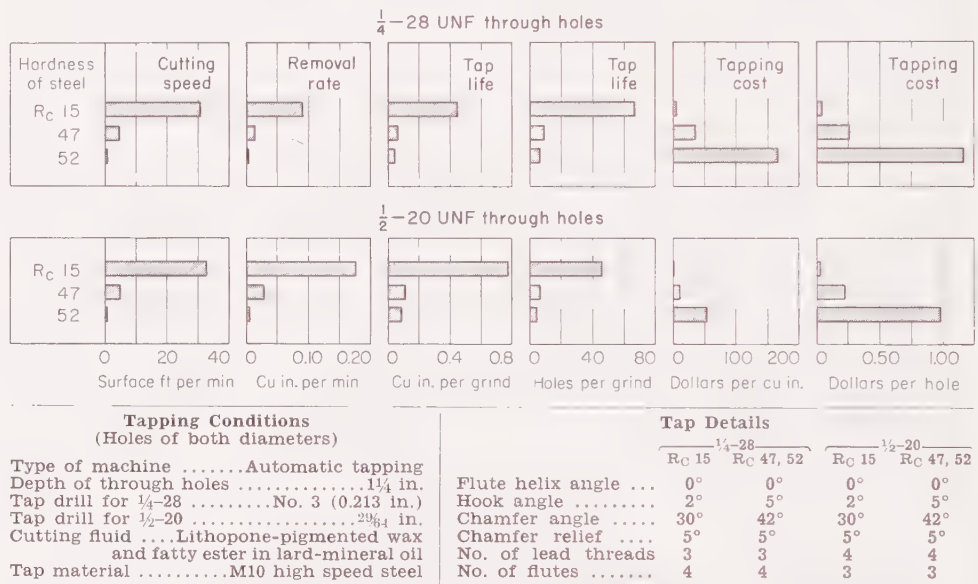 1/4–28 UNF through holes
Hardness of steel
Cutting speed
Removal rate
Tap life
Tap life
Tapping cost
Tapping cost
RC 15
47
52
1/2–20 UNF through holes
RC 15
47
52
0 20 40
0 0.10 0.20
0 0.4 0.8
0 40 80
0 100 200
0 0.50 1.00
Surface ft per min
Cu in. per min
Cu in. per grind
Holes per grind
Dollars per cu in.
Dollars per hole
Tapping Conditions
(Holes of both diameters)
Type of machine .......Automatic tapping
Depth of through holes .............1¼ in.
Tap drill for ¼–28 .......No. 3 (0.213 in.)
Tap drill for ½–20 ................29/64 in.
Cutting fluid ....Lithopone-pigmented wax
and fatty ester in lard-mineral oil
Tap material ..........M10 high speed steel
Tap Details
¼–28 ½–20
RC 15 RC 47, 52 RC 15 RC 47, 52
Flute helix angle ... 0° 0° 0° 0°
Hook angle ......... 2° 5° 2° 5°
Chamfer angle ..... 30° 42° 30° 42°
Chamfer relief .... 5° 5° 5° 5°
No. of lead threads 3 3 4 4
No. of flutes ....... 4 4 3 3